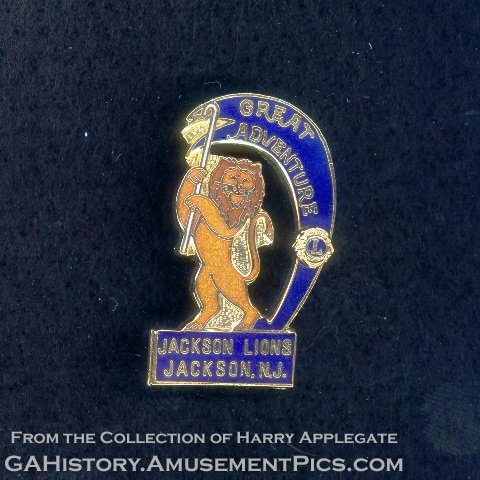 GREAT
ADVENTURE
L
JACKSON LIONS
JACKSON, N.J.
FROM THE COLLECTION OF HARRY APPLEGATE
GAHISTORY.AMUSEMENTPICS.COM